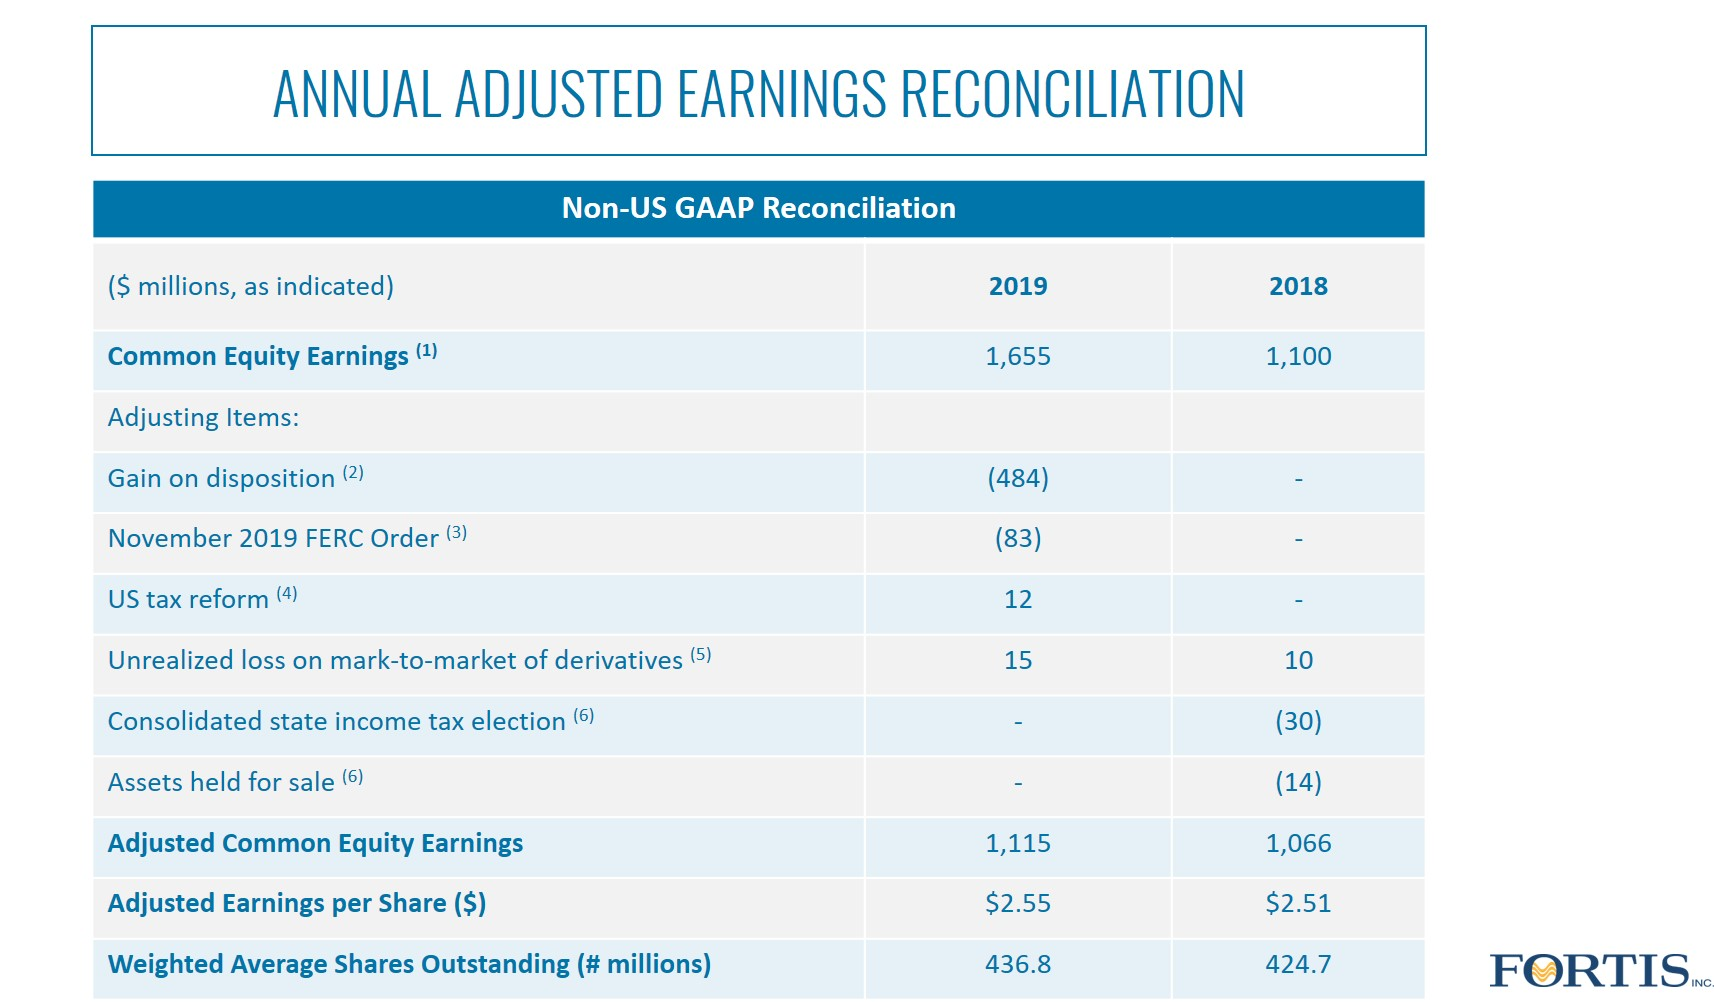 ANNUAL ADJUSTED EARNINGS RECONCILIATION
Non-US GAAP Reconciliation
($ millions, as indicated) 2019 2018
Common Equity Earnings (1) 1,655 1,100
Adjusting Items:
Gain on disposition (2) (484) -
November 2019 FERC Order (3) (83) -
US tax reform (4) 12 -
Unrealized loss on mark-to-market of derivatives (5) 15 10
Consolidated state income tax election (6) - (30)
Assets held for sale (6) - (14)
Adjusted Common Equity Earnings 1,115 1,066
Adjusted Earnings per Share ($) $2.55 $2.51
Weighted Average Shares Outstanding (# millions) 436.8 424.7
FORTIS INC.